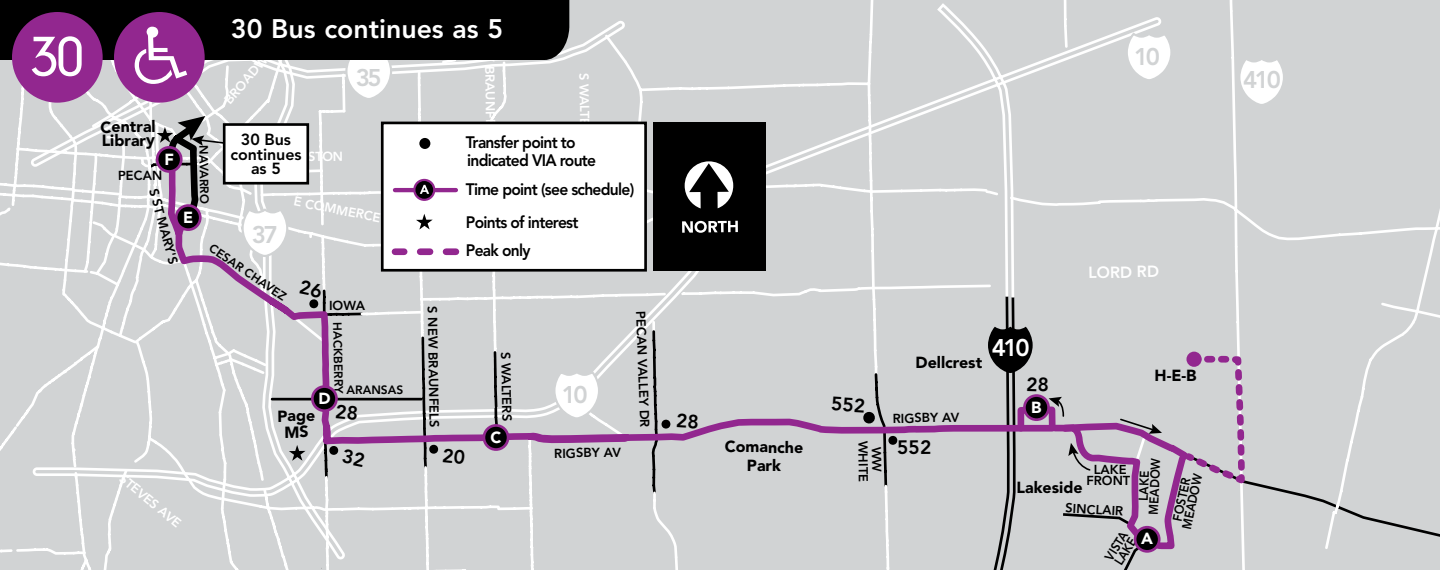 30
30 Bus continues as 5
35
BROADW
BRAUNF
S WALT
10
410
Central
Library
F
PECAN
NAVARRO
30 Bus
continues
as 5
STON
E COMMERCE
E
S ST MARY'S
37
CESAR CHAVEZ
Transfer point to
indicated VIA route
A
Time point (see schedule)
Points of interest
Peak only
NORTH
LORD RD
26
IOWA
HACKBERRY
S NEW BRAUNFELS
S WALTERS
PECAN VALLEY DR
ARANSAS
D
28
Page
MS
32
20
C
10
RIGSBY AV
28
Comanche
Park
552
RIGSBY AV
552
WW
WHITE
Dellcrest
410
28
B
H-E-B
LAKE
FRONT
LAKE
MEADOW
FOSTER
MEADOW
Lakeside
SINCLAIR
VISTA
LAKE
A
STEVES AVE